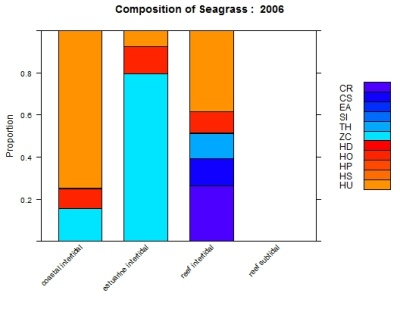 Composition of Seagrass : 2006
Proportion
0.8
0.6
0.4
0.2
coastal intertidal
estuarine intertidal
reef intertidal
reef subtidal
CR
CS
EA
SI
TH
ZC
HD
HO
HP
HS
HU